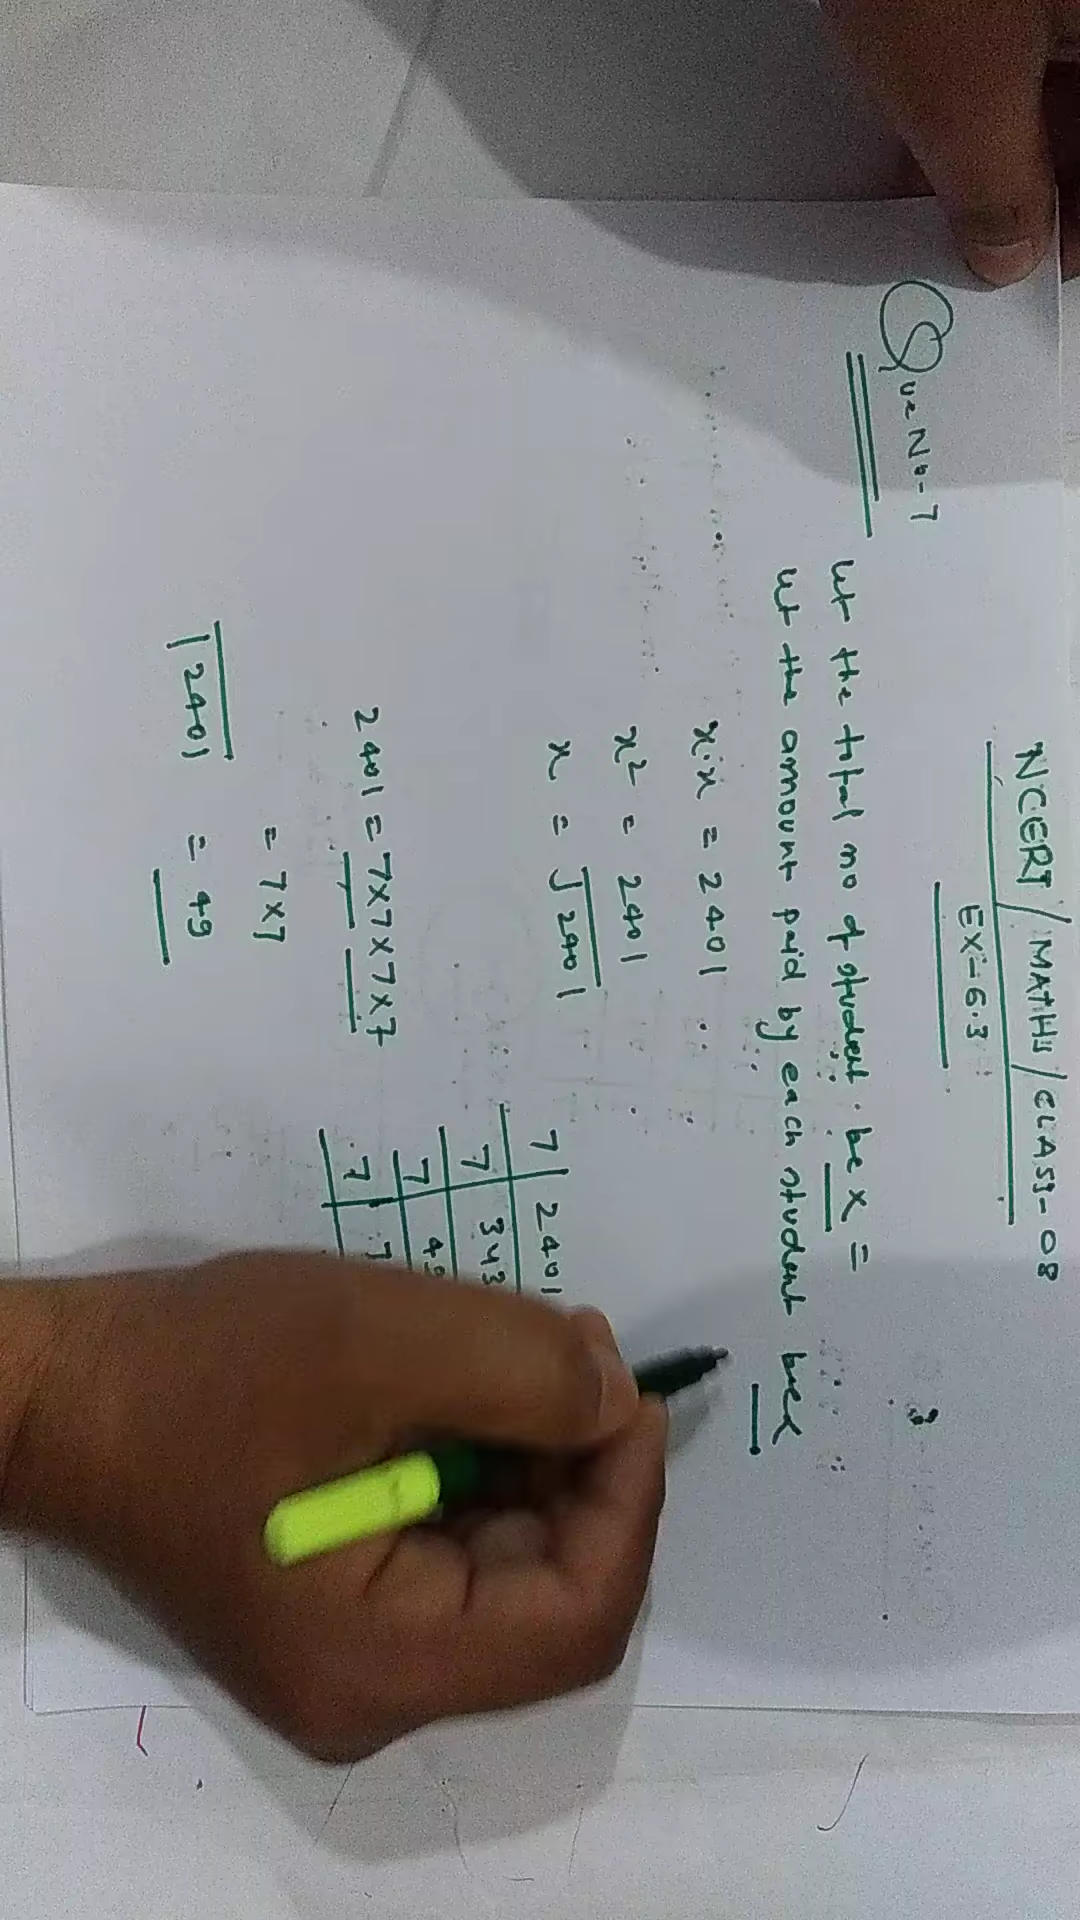 NCERT/MATHS/CLASS-08
EX-6.3
Que No-7
Let the total no of student be x =
Let the amount paid by each student be x
x.x = 2401
x² = 2401
x = √2401
7 | 2401
7 | 343
7 | 49
7 | 7
2401 = 7x7x7x7
= 7x7
√2401 = 49